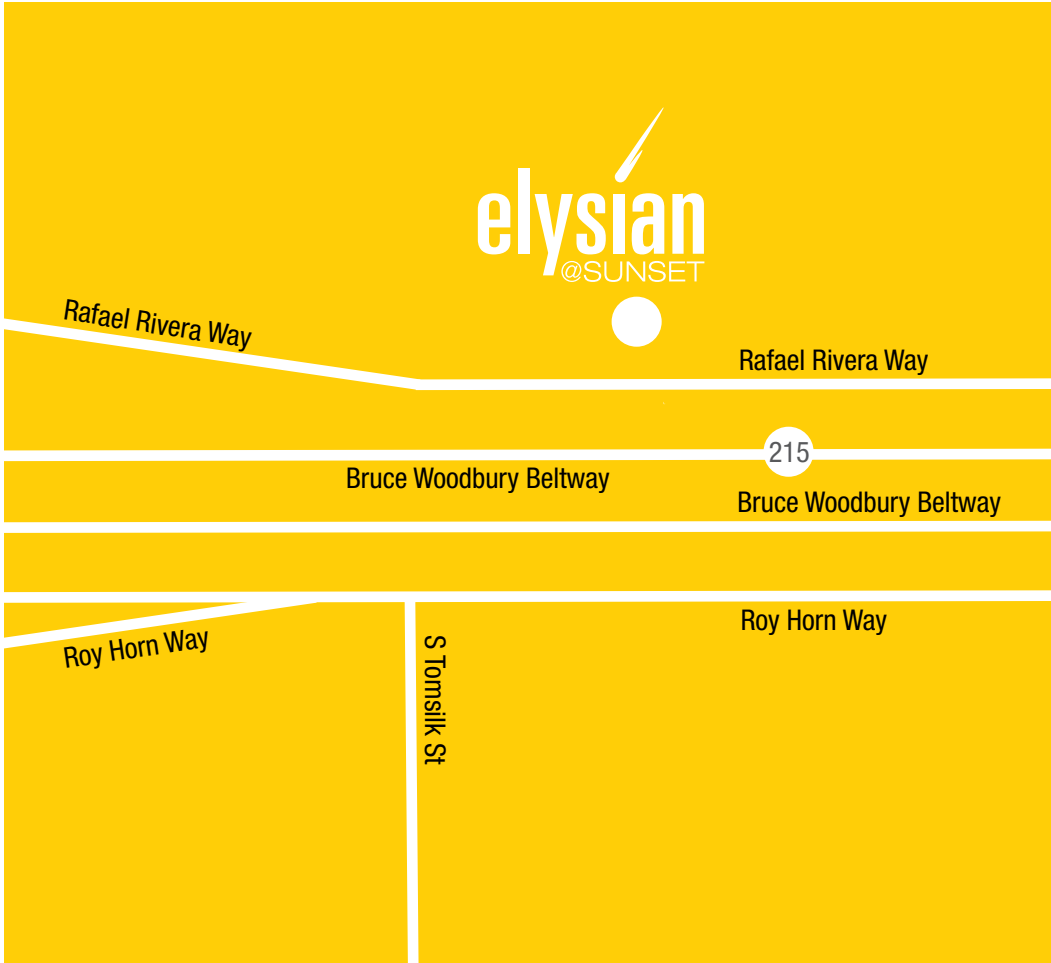 elysian
@SUNSET
Rafael Rivera Way
Rafael Rivera Way
215
Bruce Woodbury Beltway
Bruce Woodbury Beltway
Roy Horn Way
Roy Horn Way
S Tomsilk St